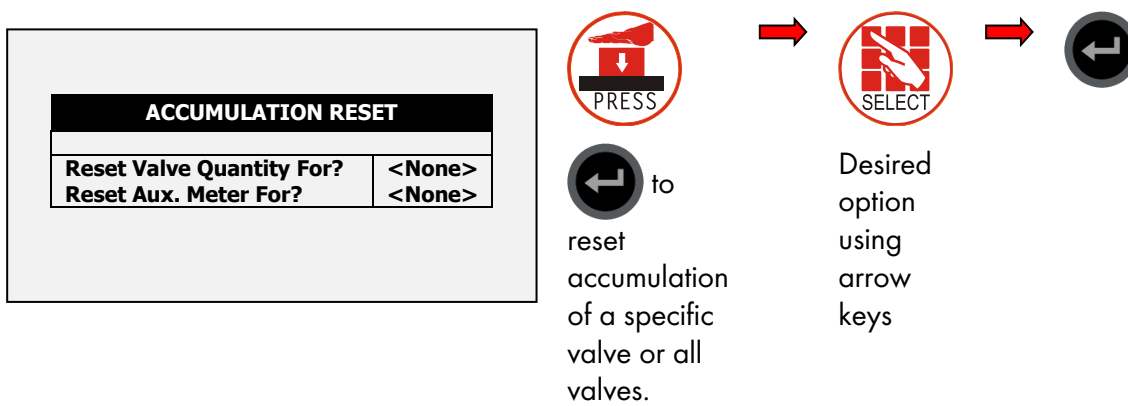 ACCUMULATION RESET
Reset Valve Quantity For? <None>
Reset Aux. Meter For? <None>
PRESS
to
reset
accumulation
of a specific
valve or all
valves.
SELECT
Desired
option
using
arrow
keys